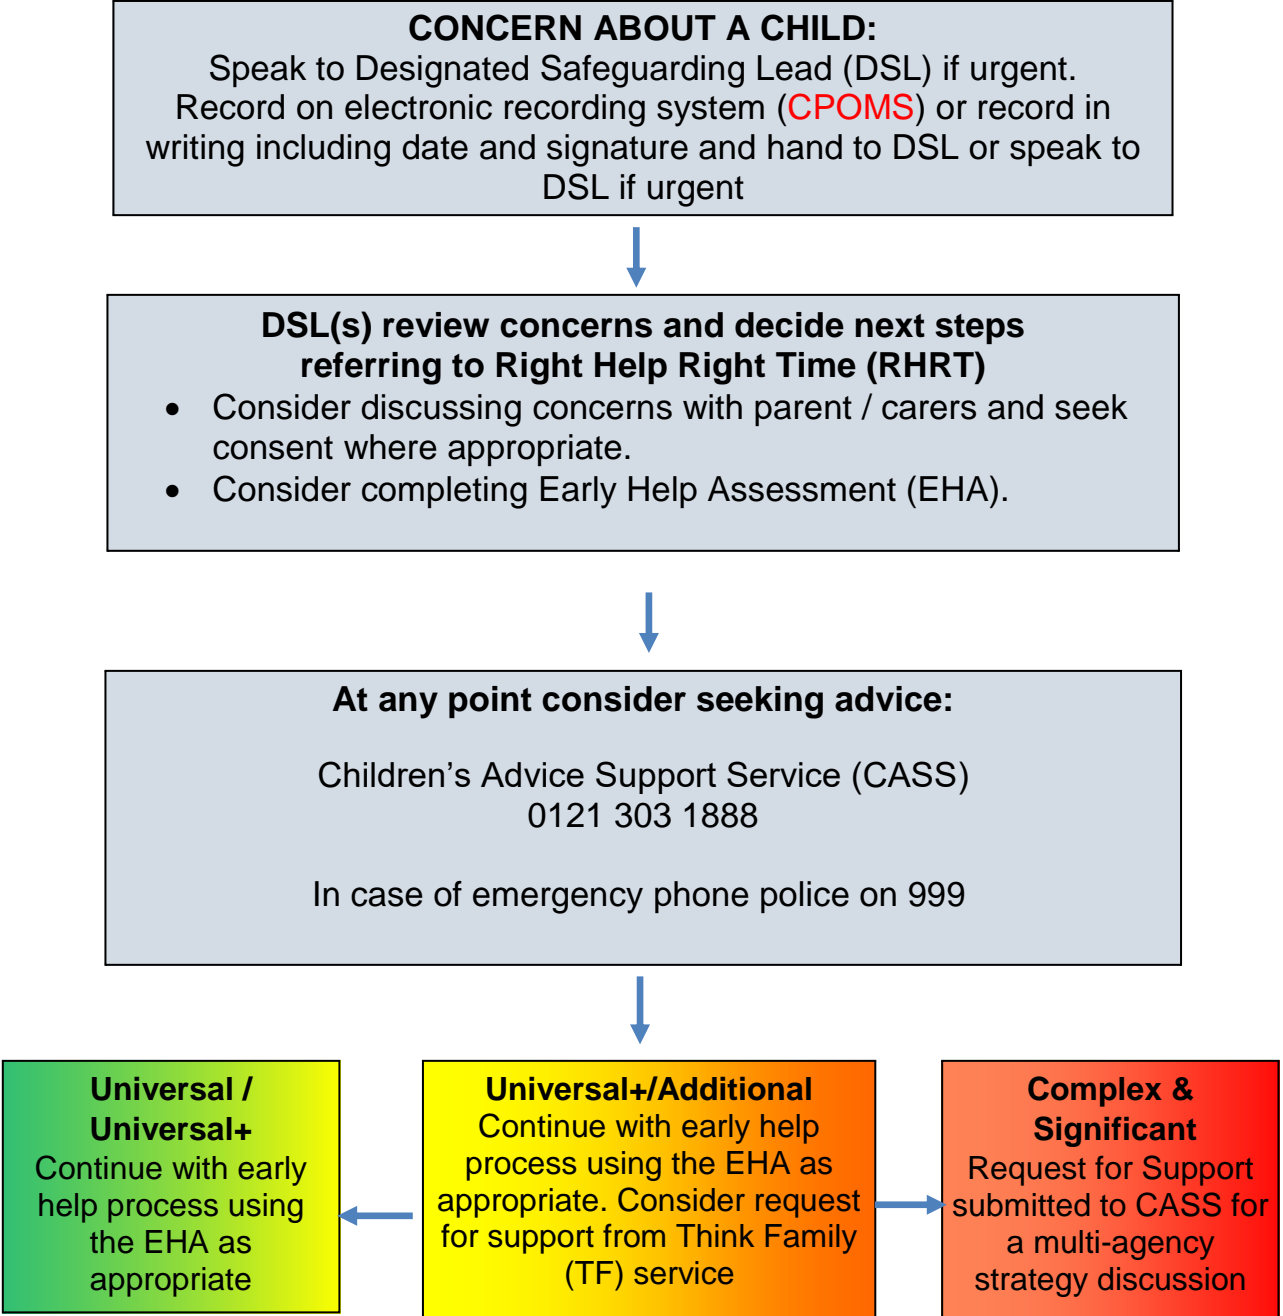 CONCERN ABOUT A CHILD:
Speak to Designated Safeguarding Lead (DSL) if urgent.
Record on electronic recording system (CPOMS) or record in
writing including date and signature and hand to DSL or speak to
DSL if urgent
DSL(s) review concerns and decide next steps
referring to Right Help Right Time (RHRT)
• Consider discussing concerns with parent / carers and seek
consent where appropriate.
• Consider completing Early Help Assessment (EHA).
At any point consider seeking advice:
Children’s Advice Support Service (CASS)
0121 303 1888
In case of emergency phone police on 999
Universal /
Universal+
Continue with early
help process using
the EHA as
appropriate
Universal+/Additional
Continue with early help
process using the EHA as
appropriate. Consider request
for support from Think Family
(TF) service
Complex &
Significant
Request for Support
submitted to CASS for
a multi-agency
strategy discussion